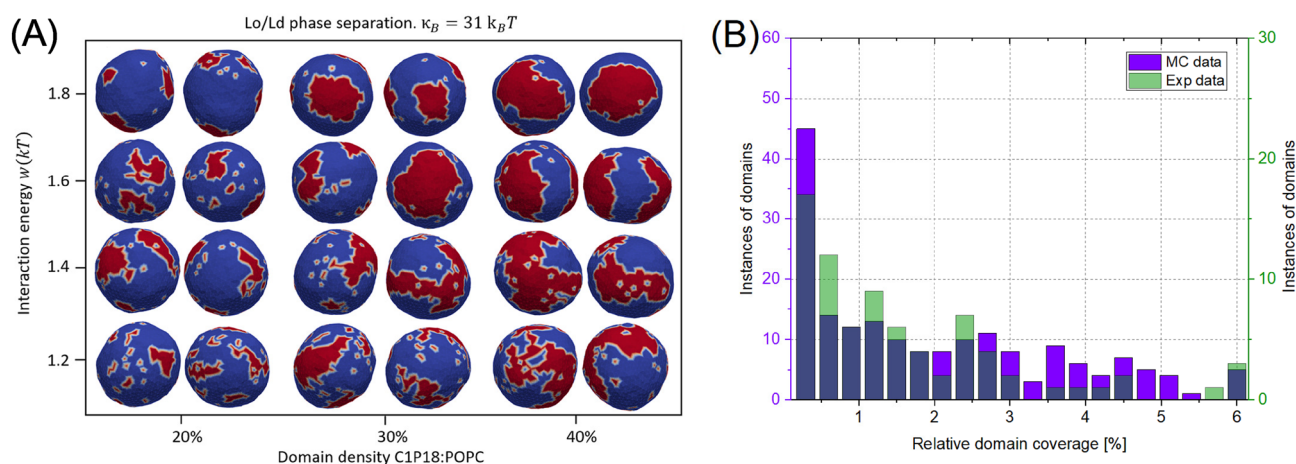 (A)
Lo/Ld phase separation. κ_B = 31 k_BT
Interaction energy w(kT)
1.8
1.6
1.4
1.2
20% 30% 40%
Domain density C1P18:POPC
(B)
MC data
Exp data
Instances of domains
60
50
40
30
20
10
0
30
20
10
0
Instances of domains
1 2 3 4 5 6
Relative domain coverage [%]